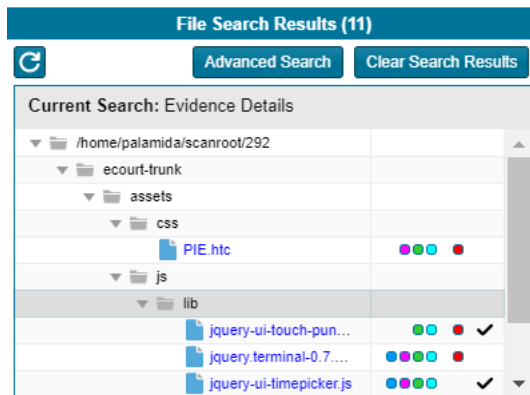 File Search Results (11)
Advanced Search Clear Search Results
Current Search: Evidence Details
/home/palamida/scanroot/292
ecourt-trunk
assets
css
PIE.htc
js
lib
jquery-ui-touch-pun...
jquery.terminal-0.7....
jquery-ui-timepicker.js